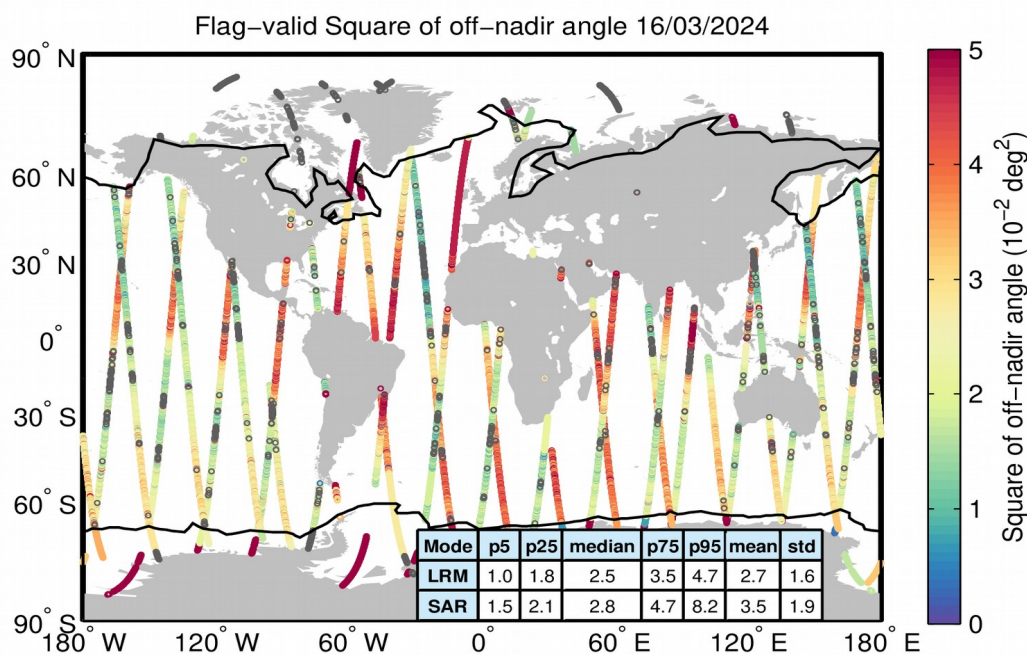 Flag−valid Square of off−nadir angle 16/03/2024
90° N
60° N
30° N
0°
30° S
60° S
90° S
180° W 120° W 60° W 0° 60° E 120° E 180° E
Mode p5 p25 median p75 p95 mean std
LRM 1.0 1.8 2.5 3.5 4.7 2.7 1.6
SAR 1.5 2.1 2.8 4.7 8.2 3.5 1.9
5
4
3
2
1
0
Square of off−nadir angle (10⁻² deg²)